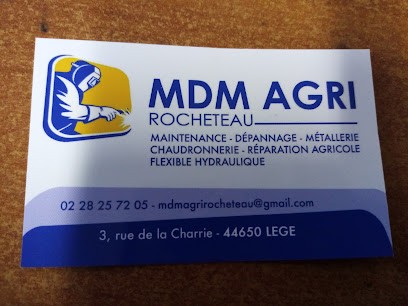 MDM AGRI
ROCHETEAU
MAINTENANCE - DÉPANNAGE - MÉTALLERIE
CHAUDRONNERIE - RÉPARATION AGRICOLE
FLEXIBLE HYDRAULIQUE
02 28 25 72 05 - mdmagrirocheteau@gmail.com
3, rue de la Charrie - 44650 LEGE